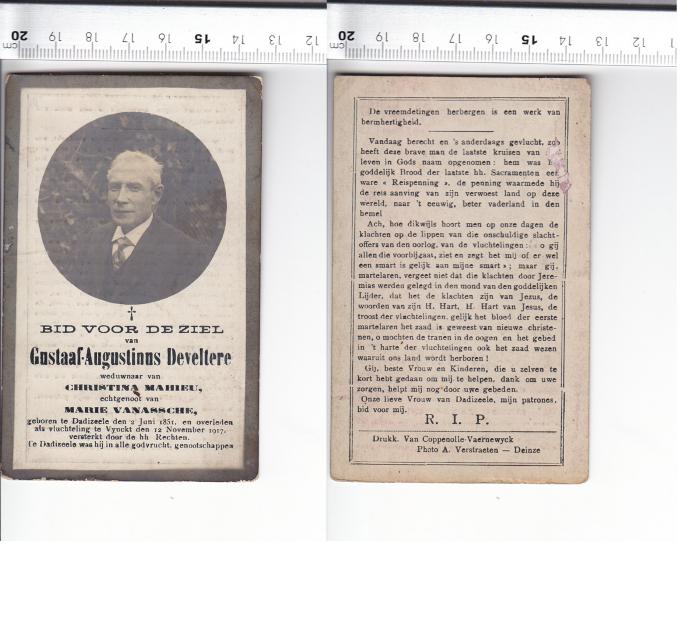 BID VOOR DE ZIEL
van
Gustaaf-Augustinus Develtere
weduwnaar van
CHRISTINA MAHIEU,
echtgenoot van
MARIE VANASSCHE,
geboren te Dadizeele den 2 Juni 1851. en overleden
als vluchteling te Vynckt den 12 November 1917.
versterkt door de hh Rechten.
Te Dadizeele was hij in alle godvrucht. genootschappen
De vreemdetingen herbergen is een werk van
bermhertigheid.
Vandaag berecht en 's anderdaags gevlucht, zoo
heeft deze brave man de laatste kruisen van
leven in Gods naam opgenomen: hem was
goddelijk Brood der laatste hh. Sacramenten een
ware « Reispenning », de penning waarmede hij
de reis aanving van zijn verwoest land op deze
wereld, naar 't eeuwig, beter vaderland in den
hemel
Ach, hoe dikwijls hoort men op onze dagen de
klachten op de lippen van die onschuldige slacht-
offers van den oorlog, van de vluchtelingen: o gij
allen die voorbijgaat, ziet en zegt het mij of er wel
een smart is gelijk aan mijne smart »; maar gij,
martelaren, vergeet niet dat die klachten door Jere-
mias werden gelegd in den mond van den goddelijken
Lijder, dat het de klachten zijn van Jezus, de
woorden van zijn H. Hart, H. Hart van Jesus, de
troost der vluchtelingen. gelijk het bloed der eerste
martelaren het zaad is geweest van nieuwe christe-
nen, o mochten de tranen in de oogen en het gebed
in 't harte der vluchtelingen ook het zaad wezen
waaruit ons land wordt herboren!
Gij, beste Vrouw en Kinderen, die u zelven te
kort hebt gedaan om mij te helpen, dank om uwe
zorgen, helpt mij nog door uwe gebeden.
Onze lieve Vrouw van Dadizeele, mijn patrones,
bid voor mij.
R. I. P.
Drukk. Van Coppenolle-Vaernewyck
Photo A. Verstraeten — Deinze
cm 20 19 18 17 16 15 14 13 12
cm 20 19 18 17 16 15 14 13 12